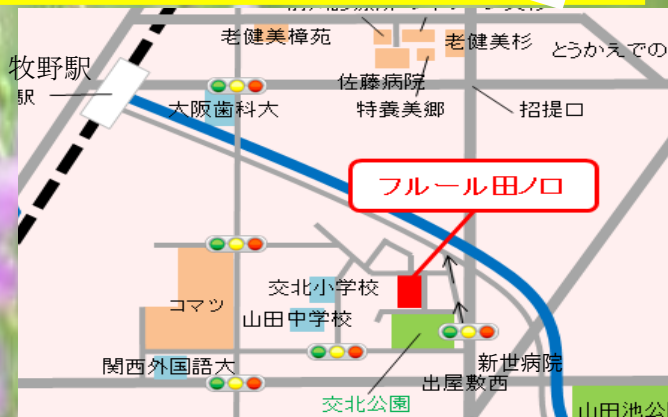 老健美樟苑
老健美杉
とうかえでの
牧野駅
駅
佐藤病院
大阪歯科大
特養美郷
招提口
フルール田ノ口
交北小学校
コマツ
山田中学校
関西外国語大
新世病院
出屋敷西
交北公園
山田池公